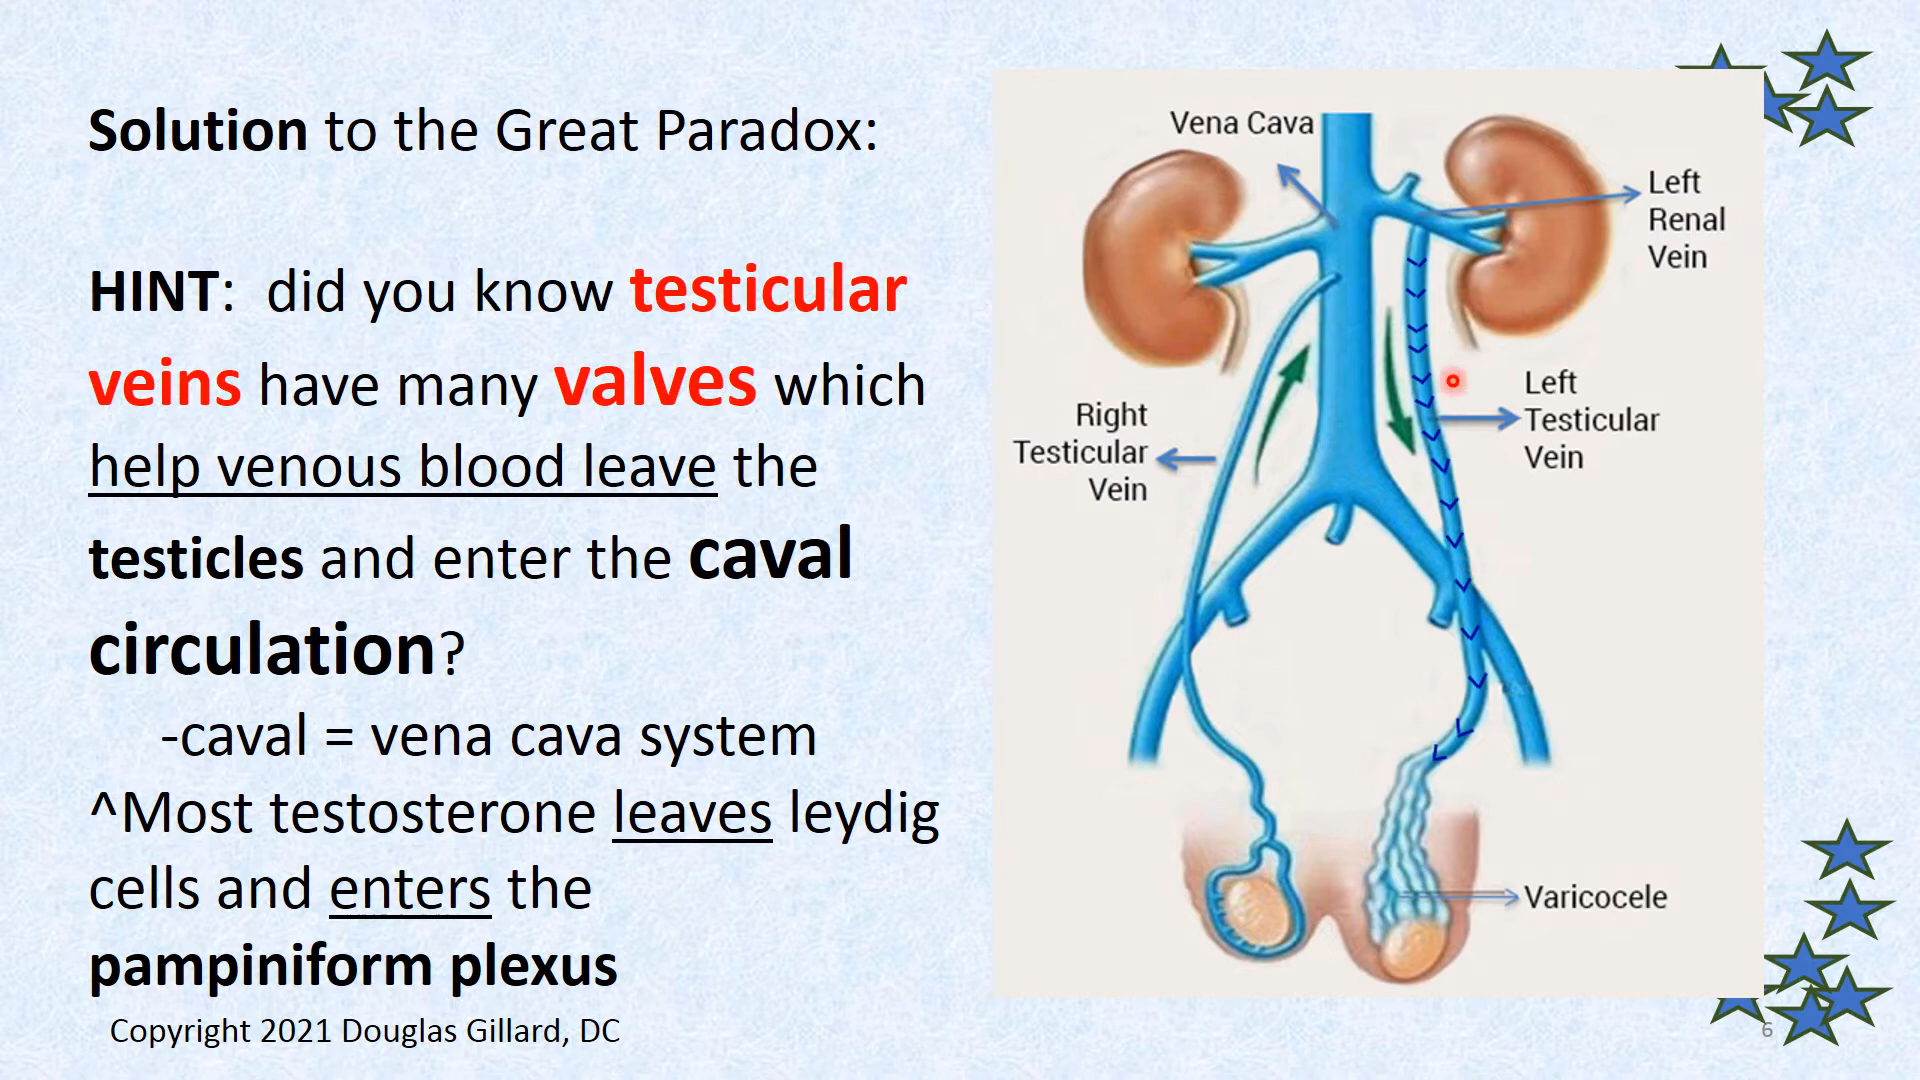 Solution to the Great Paradox:
HINT:  did you know testicular
veins have many valves which
help venous blood leave the
testicles and enter the caval
circulation?
-caval = vena cava system
^Most testosterone leaves leydig
cells and enters the
pampiniform plexus
Copyright 2021 Douglas Gillard, DC
Vena Cava
Left
Renal
Vein
Right
Testicular
Vein
Left
Testicular
Vein
Varicocele
6